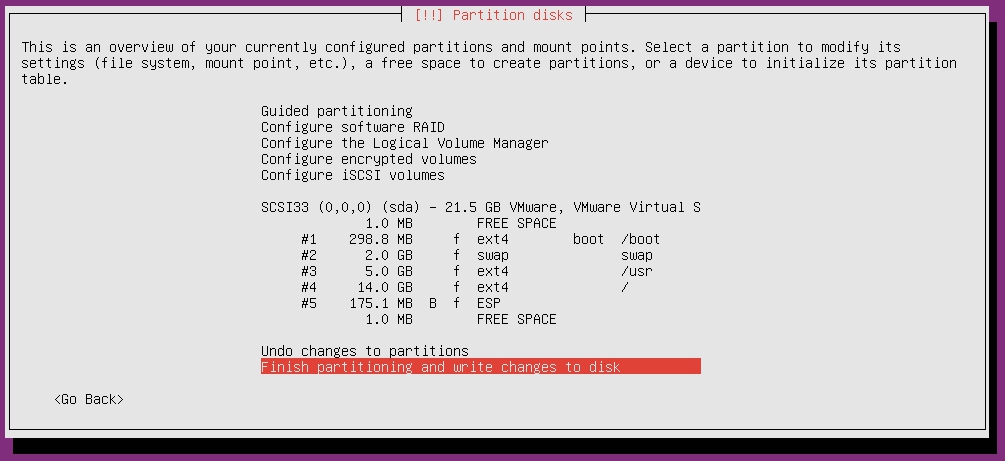 [!!] Partition disks
This is an overview of your currently configured partitions and mount points. Select a partition to modify its
settings (file system, mount point, etc.), a free space to create partitions, or a device to initialize its partition
table.
Guided partitioning
Configure software RAID
Configure the Logical Volume Manager
Configure encrypted volumes
Configure iSCSI volumes
SCSI33 (0,0,0) (sda) - 21.5 GB VMware, VMware Virtual S
1.0 MB FREE SPACE
#1 298.8 MB f ext4 boot /boot
#2 2.0 GB f swap swap
#3 5.0 GB f ext4 /usr
#4 14.0 GB f ext4 /
#5 175.1 MB B f ESP
1.0 MB FREE SPACE
Undo changes to partitions
Finish partitioning and write changes to disk
<Go Back>